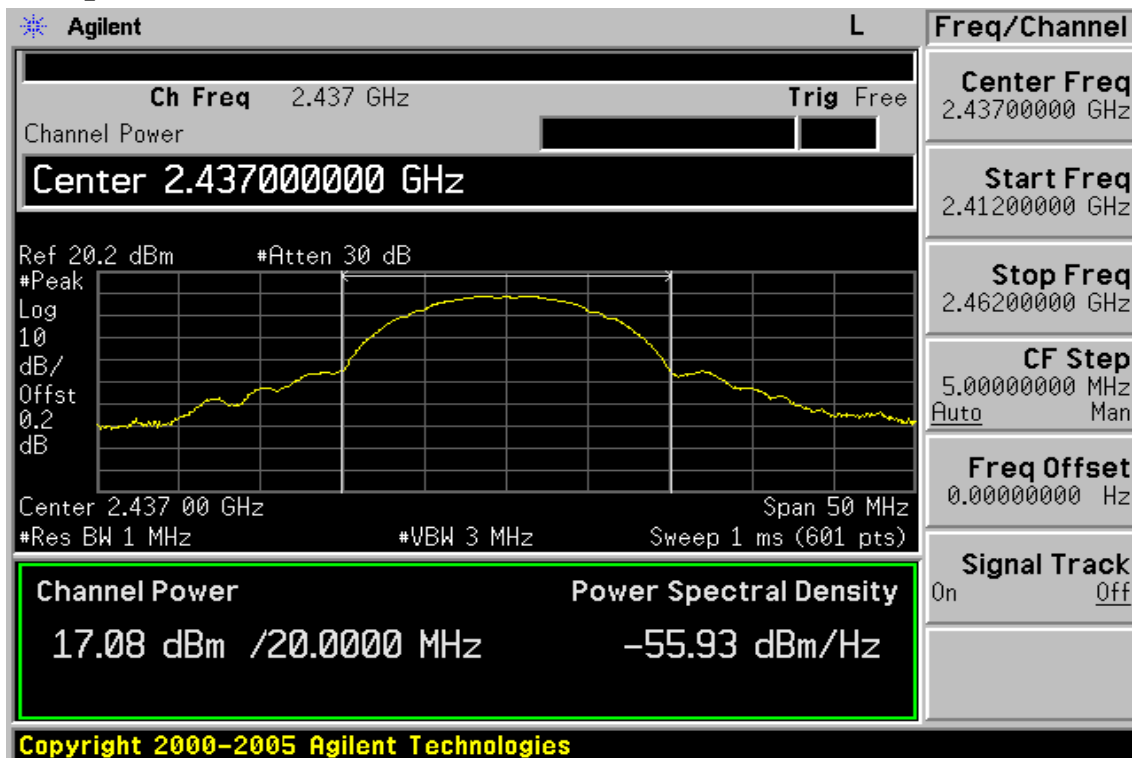 Agilent L
Ch Freq 2.437 GHz Trig Free
Channel Power
Center 2.437000000 GHz
Ref 20.2 dBm #Atten 30 dB
#Peak
Log
10
dB/
Offst
0.2
dB
Center 2.437 00 GHz Span 50 MHz
#Res BW 1 MHz #VBW 3 MHz Sweep 1 ms (601 pts)
Channel Power Power Spectral Density
17.08 dBm /20.0000 MHz -55.93 dBm/Hz
Copyright 2000-2005 Agilent Technologies
Freq/Channel
Center Freq
2.43700000 GHz
Start Freq
2.41200000 GHz
Stop Freq
2.46200000 GHz
CF Step
5.00000000 MHz
Auto Man
Freq Offset
0.00000000 Hz
Signal Track
On Off